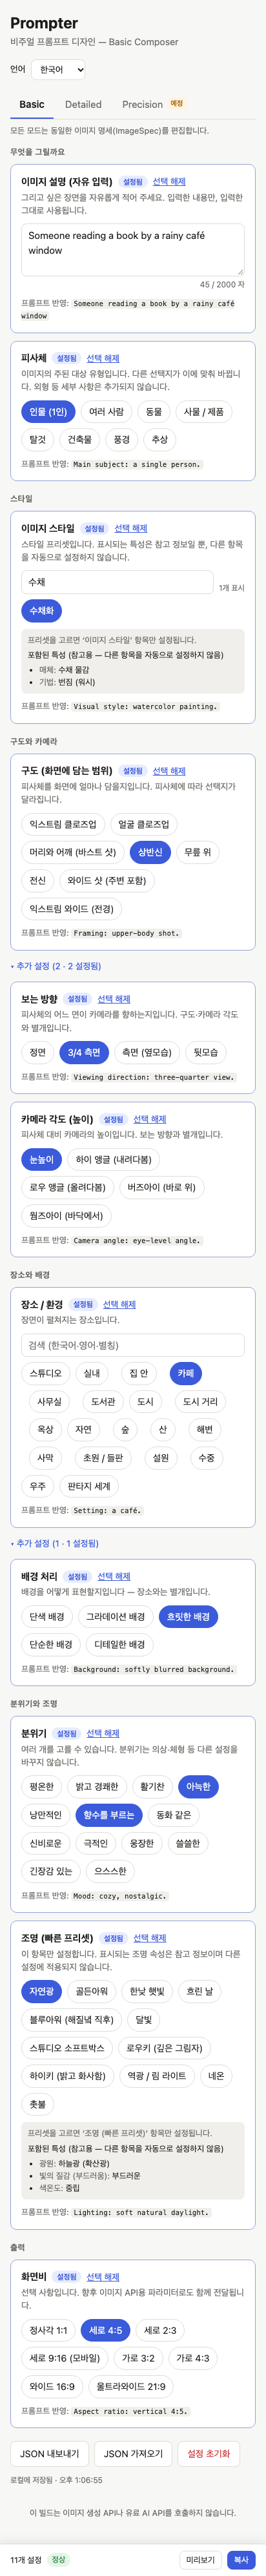 Prompter
비주얼 프롬프트 디자인 — Basic Composer
언어 한국어
Basic Detailed Precision 예정
모든 모드는 동일한 이미지 명세(ImageSpec)를 편집합니다.
무엇을 그릴까요
이미지 설명 (자유 입력) 설정됨 선택 해제
그리고 싶은 장면을 자유롭게 적어 주세요. 입력한 내용만, 입력한
그대로 사용됩니다.
Someone reading a book by a rainy café
window
45 / 2000 자
프롬프트 반영: Someone reading a book by a rainy café
window
피사체 설정됨 선택 해제
이미지의 주된 대상 유형입니다. 다른 선택지가 이에 맞춰 바뀝니
다. 외형 등 세부 사항은 추가되지 않습니다.
인물 (1인) 여러 사람 동물 사물 / 제품
탈것 건축물 풍경 추상
프롬프트 반영: Main subject: a single person.
스타일
이미지 스타일 설정됨 선택 해제
스타일 프리셋입니다. 표시되는 특성은 참고 정보일 뿐, 다른 항목
을 자동으로 설정하지 않습니다.
수채 1개 표시
수채화
프리셋을 고르면 '이미지 스타일' 항목만 설정됩니다.
포함된 특성 (참고용 — 다른 항목을 자동으로 설정하지 않음)
• 매체: 수채 물감
• 기법: 번짐 (워시)
프롬프트 반영: Visual style: watercolor painting.
구도와 카메라
구도 (화면에 담는 범위) 설정됨 선택 해제
피사체를 화면에 얼마나 담을지입니다. 피사체에 따라 선택지가
달라집니다.
익스트림 클로즈업 얼굴 클로즈업
머리와 어깨 (바스트 샷) 상반신 무릎 위
전신 와이드 샷 (주변 포함)
익스트림 와이드 (전경)
프롬프트 반영: Framing: upper-body shot.
▾ 추가 설정 (2 · 2 설정됨)
보는 방향 설정됨 선택 해제
피사체의 어느 면이 카메라를 향하는지입니다. 구도·카메라 각도
와 별개입니다.
정면 3/4 측면 측면 (옆모습) 뒷모습
프롬프트 반영: Viewing direction: three-quarter view.
카메라 각도 (높이) 설정됨 선택 해제
피사체 대비 카메라의 높이입니다. 보는 방향과 별개입니다.
눈높이 하이 앵글 (내려다봄)
로우 앵글 (올려다봄) 버즈아이 (바로 위)
웜즈아이 (바닥에서)
프롬프트 반영: Camera angle: eye-level angle.
장소와 배경
장소 / 환경 설정됨 선택 해제
장면이 펼쳐지는 장소입니다.
검색 (한국어·영어·별칭)
스튜디오 실내 집 안 카페
사무실 도서관 도시 도시 거리
옥상 자연 숲 산 해변
사막 초원 / 들판 설원 수중
우주 판타지 세계
프롬프트 반영: Setting: a café.
▾ 추가 설정 (1 · 1 설정됨)
배경 처리 설정됨 선택 해제
배경을 어떻게 표현할지입니다 — 장소와는 별개입니다.
단색 배경 그라데이션 배경 흐릿한 배경
단순한 배경 디테일한 배경
프롬프트 반영: Background: softly blurred background.
분위기와 조명
분위기 설정됨 선택 해제
여러 개를 고를 수 있습니다. 분위기는 의상·체형 등 다른 설정을
바꾸지 않습니다.
평온한 밝고 경쾌한 활기찬 아늑한
낭만적인 향수를 부르는 동화 같은
신비로운 극적인 웅장한 쓸쓸한
긴장감 있는 으스스한
프롬프트 반영: Mood: cozy, nostalgic.
조명 (빠른 프리셋) 설정됨 선택 해제
이 항목만 설정합니다. 표시되는 조명 속성은 참고 정보이며 다른
설정에 적용되지 않습니다.
자연광 골든아워 한낮 햇빛 흐린 날
블루아워 (해질녘 직후) 달빛
스튜디오 소프트박스 로우키 (깊은 그림자)
하이키 (밝고 화사함) 역광 / 림 라이트 네온
촛불
프리셋을 고르면 '조명 (빠른 프리셋)' 항목만 설정됩니다.
포함된 특성 (참고용 — 다른 항목을 자동으로 설정하지 않음)
• 광원: 하늘광 (확산광)
• 빛의 질감 (부드러움): 부드러운
• 색온도: 중립
프롬프트 반영: Lighting: soft natural daylight.
출력
화면비 설정됨 선택 해제
선택 사항입니다. 향후 이미지 API용 파라미터로도 함께 전달됩니
다.
정사각 1:1 세로 4:5 세로 2:3
세로 9:16 (모바일) 가로 3:2 가로 4:3
와이드 16:9 울트라와이드 21:9
프롬프트 반영: Aspect ratio: vertical 4:5.
JSON 내보내기 JSON 가져오기 설정 초기화
로컬에 저장됨 · 오후 1:06:55
이 빌드는 이미지 생성 API나 유료 AI API를 호출하지 않습니다.
11개 설정 정상 미리보기 복사